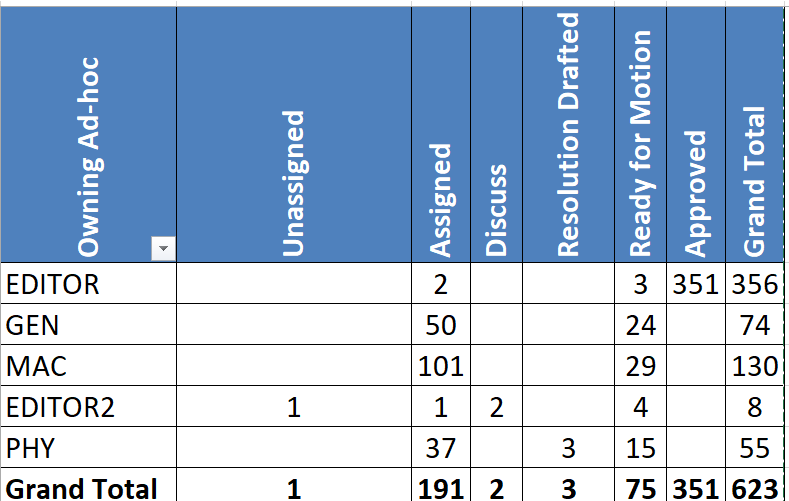 Owning Ad-hoc Unassigned Assigned Discuss Resolution Drafted Ready for Motion Approved Grand Total
EDITOR 2 3 351 356
GEN 50 24 74
MAC 101 29 130
EDITOR2 1 1 2 4 8
PHY 37 3 15 55
Grand Total 1 191 2 3 75 351 623